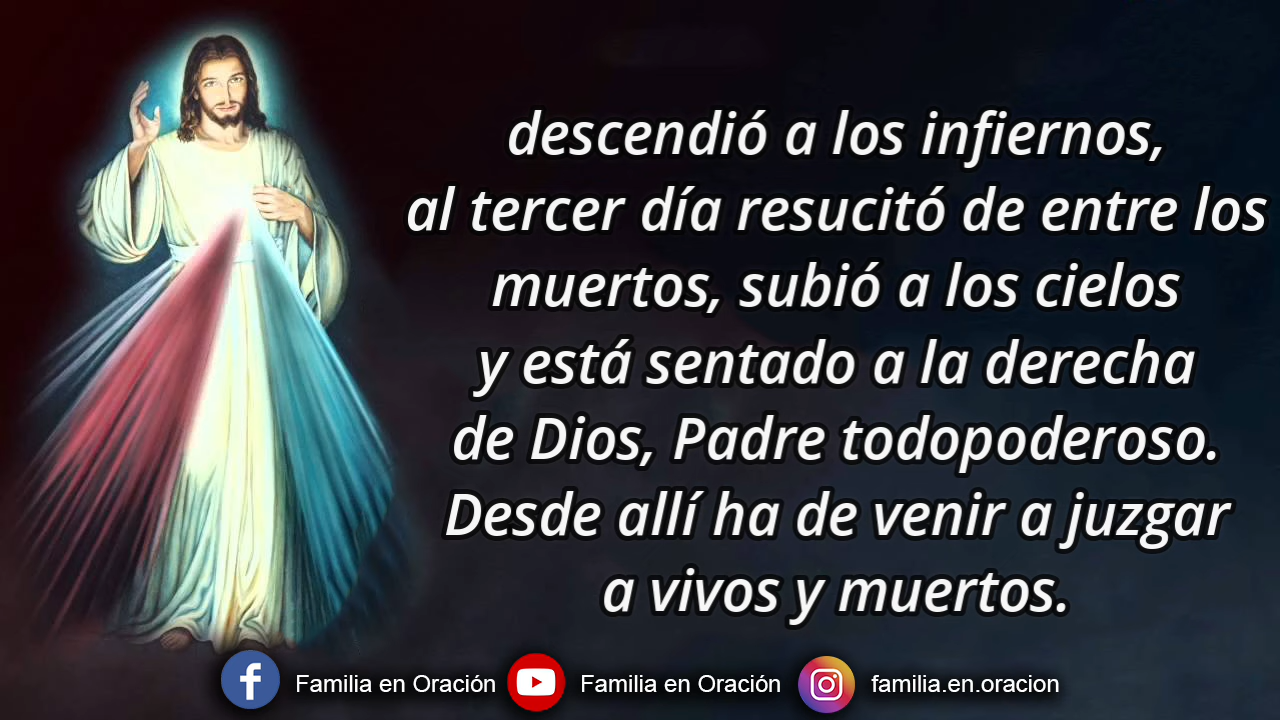 descendió a los infiernos,
al tercer día resucitó de entre los
muertos, subió a los cielos
y está sentado a la derecha
de Dios, Padre todopoderoso.
Desde allí ha de venir a juzgar
a vivos y muertos.
Familia en Oración Familia en Oración familia.en.oracion